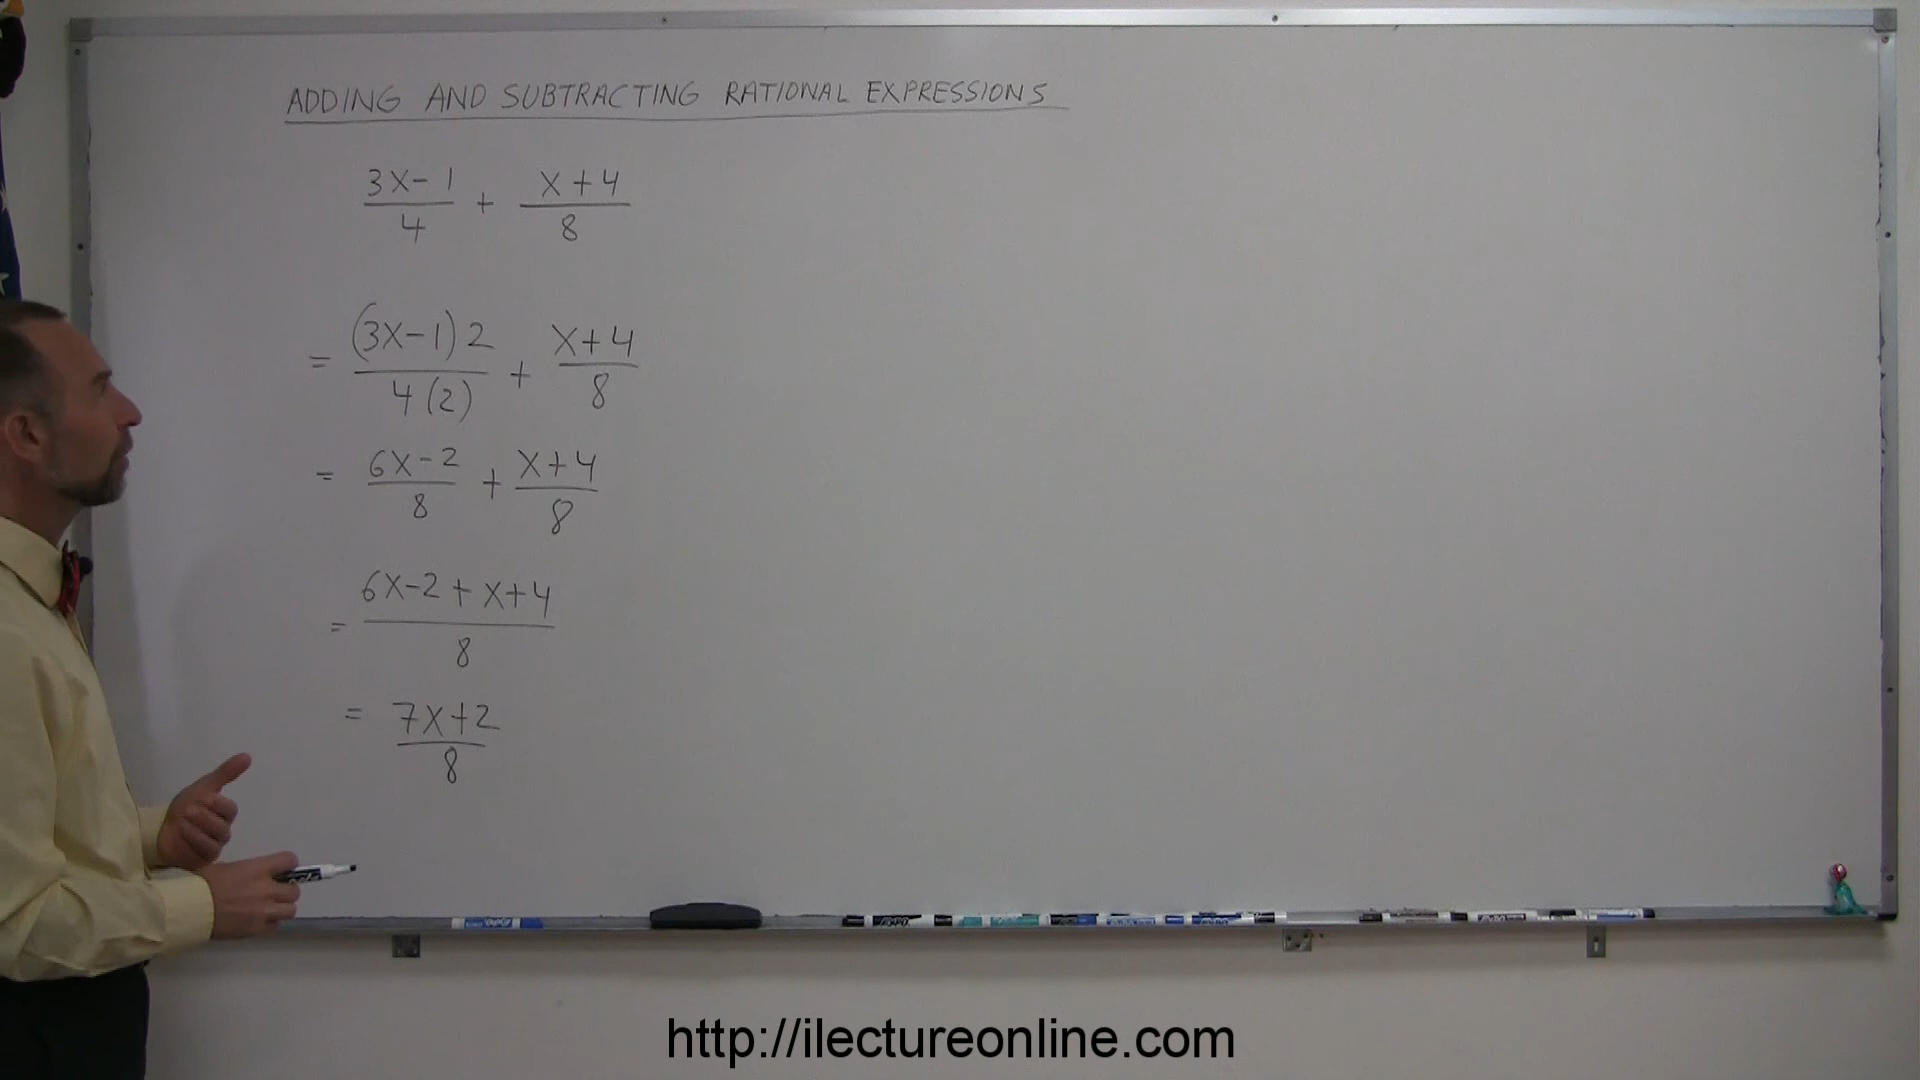 ADDING AND SUBTRACTING RATIONAL EXPRESSIONS
3X-1 X+4
4 + 8
(3X-1)2 X+4
= 4(2) + 8
= 6X-2 + X+4
8 8
6X-2+X+4
= 8
= 7X+2
8
http://ilectureonline.com